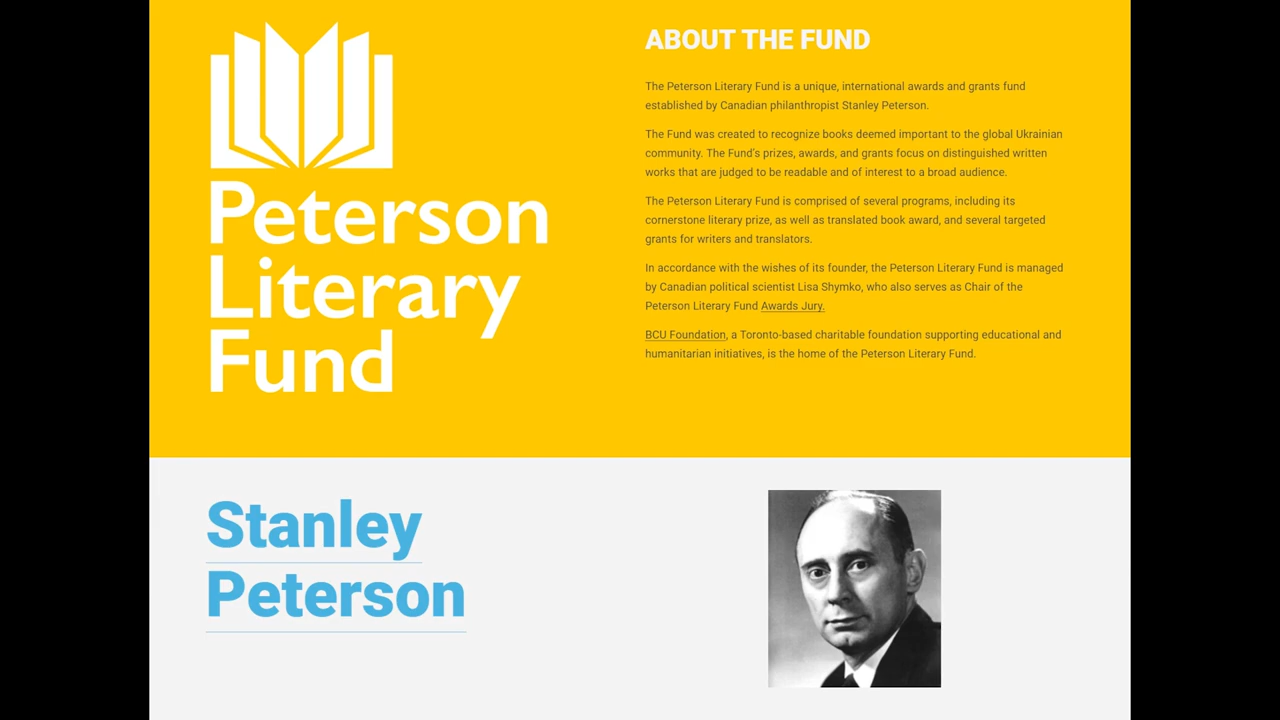 Peterson
Literary
Fund
ABOUT THE FUND
The Peterson Literary Fund is a unique, international awards and grants fund
established by Canadian philanthropist Stanley Peterson.
The Fund was created to recognize books deemed important to the global Ukrainian
community. The Fund's prizes, awards, and grants focus on distinguished written
works that are judged to be readable and of interest to a broad audience.
The Peterson Literary Fund is comprised of several programs, including its
cornerstone literary prize, as well as translated book award, and several targeted
grants for writers and translators.
In accordance with the wishes of its founder, the Peterson Literary Fund is managed
by Canadian political scientist Lisa Shymko, who also serves as Chair of the
Peterson Literary Fund Awards Jury.
BCU Foundation, a Toronto-based charitable foundation supporting educational and
humanitarian initiatives, is the home of the Peterson Literary Fund.
Stanley
Peterson